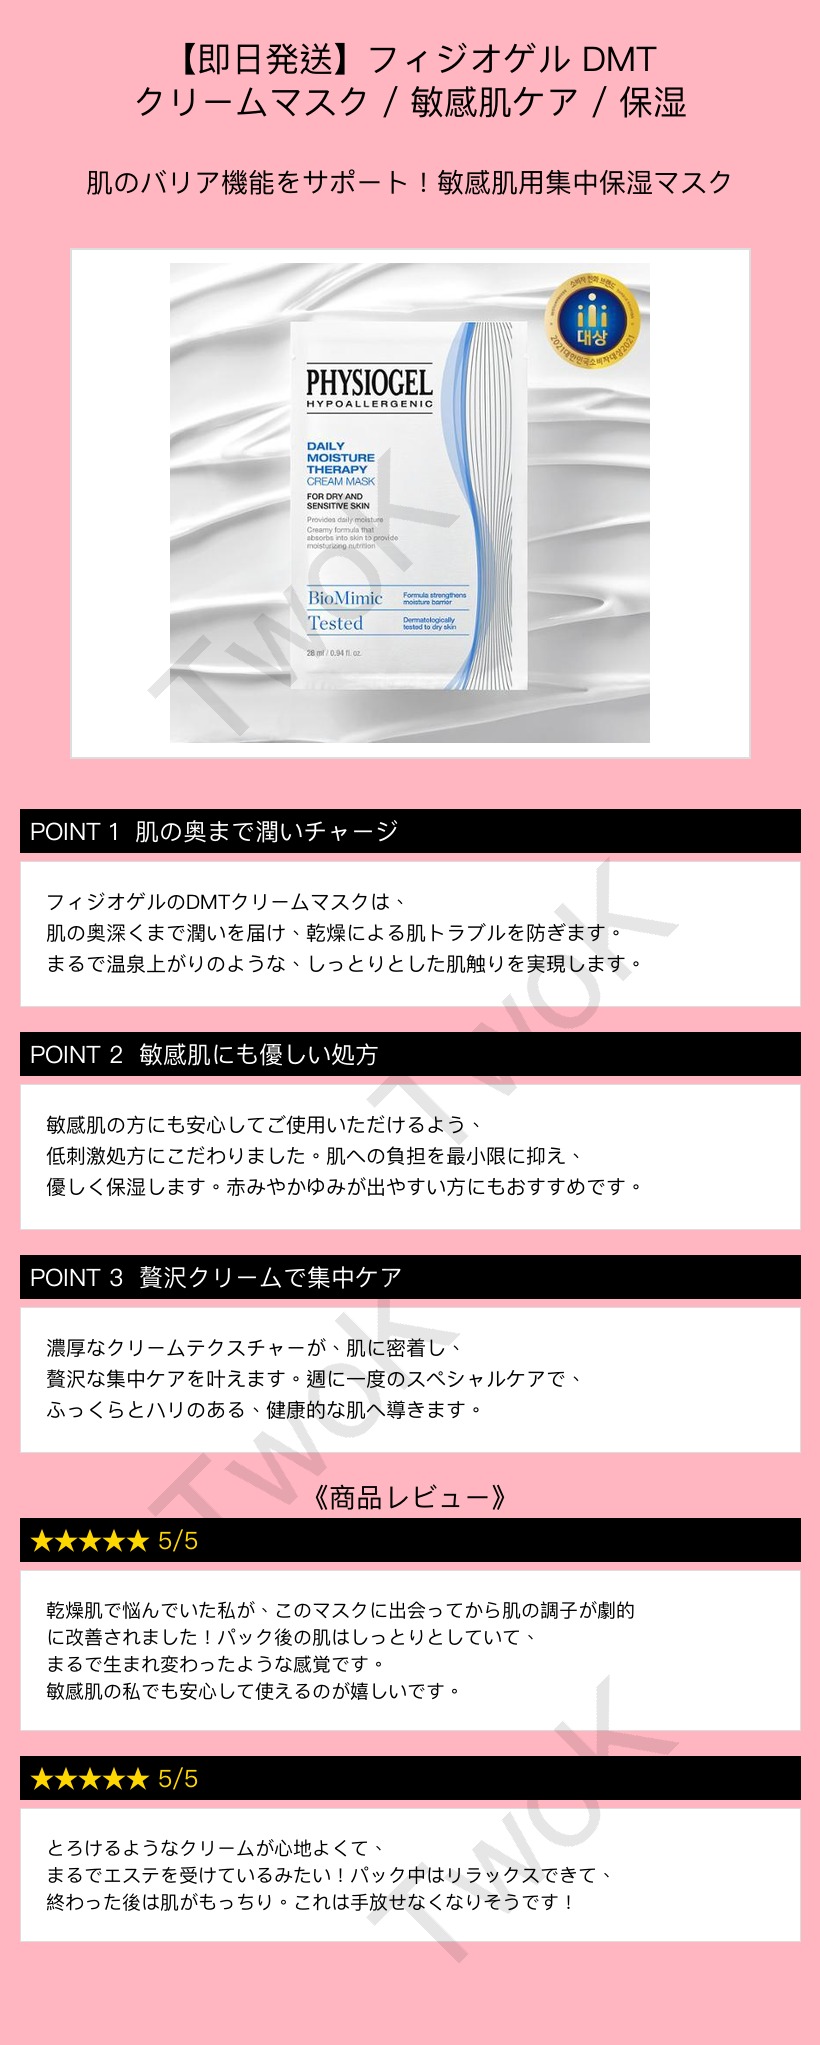 【即日発送】フィジオゲル DMT
クリームマスク / 敏感肌ケア / 保湿
肌のバリア機能をサポート！敏感肌用集中保湿マスク
소비자 친화 브랜드
대상
2021대한민국소비자대상2021
PHYSIOGEL
HYPOALLERGENIC
DAILY
MOISTURE
THERAPY
CREAM MASK
FOR DRY AND
SENSITIVE SKIN
Provides daily moisture
Creamy formula that
absorbs into skin to provide
moisturizing nutrition
BioMimic
Formula strengthens
moisture barrier
Tested
Dermatologically
tested to dry skin
28 ml / 0.94 fl. oz.
TwoK
POINT 1 肌の奥まで潤いチャージ
フィジオゲルのDMTクリームマスクは、
肌の奥深くまで潤いを届け、乾燥による肌トラブルを防ぎます。
まるで温泉上がりのような、しっとりとした肌触りを実現します。
TwoK
POINT 2 敏感肌にも優しい処方
敏感肌の方にも安心してご使用いただけるよう、
低刺激処方にこだわりました。肌への負担を最小限に抑え、
優しく保湿します。赤みやかゆみが出やすい方にもおすすめです。
POINT 3 贅沢クリームで集中ケア
濃厚なクリームテクスチャーが、肌に密着し、
贅沢な集中ケアを叶えます。週に一度のスペシャルケアで、
ふっくらとハリのある、健康的な肌へ導きます。
TwoK
《商品レビュー》
★★★★★ 5/5
乾燥肌で悩んでいた私が、このマスクに出会ってから肌の調子が劇的
に改善されました！パック後の肌はしっとりとしていて、
まるで生まれ変わったような感覚です。
敏感肌の私でも安心して使えるのが嬉しいです。
★★★★★ 5/5
とろけるようなクリームが心地よくて、
まるでエステを受けているみたい！パック中はリラックスできて、
終わった後は肌がもっちり。これは手放せなくなりそうです！
TwoK